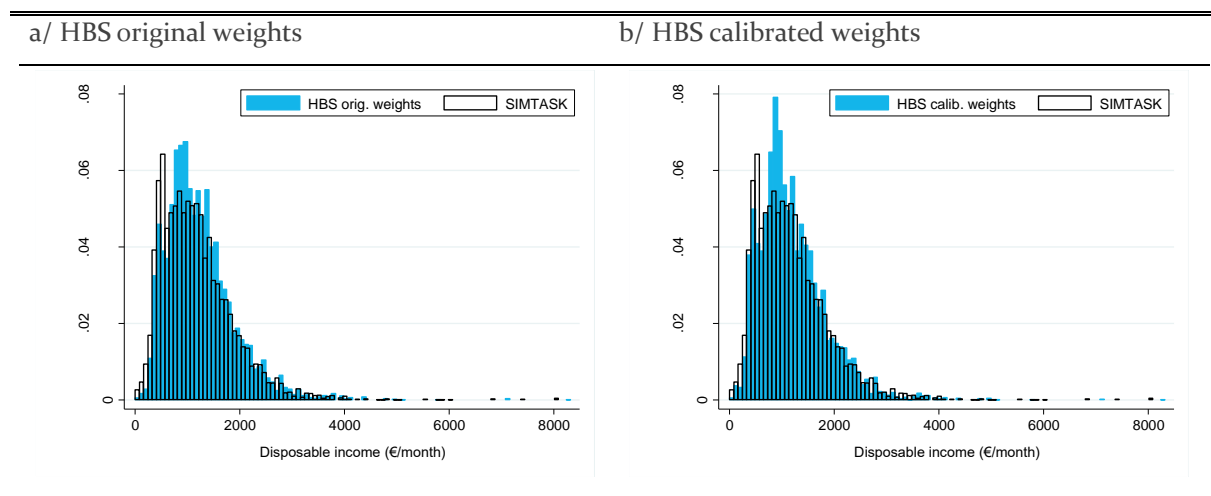 a/ HBS original weights
b/ HBS calibrated weights
HBS orig. weights SIMTASK
.08
.06
.04
.02
0
0 2000 4000 6000 8000
Disposable income (€/month)
HBS calib. weights SIMTASK
.08
.06
.04
.02
0
0 2000 4000 6000 8000
Disposable income (€/month)